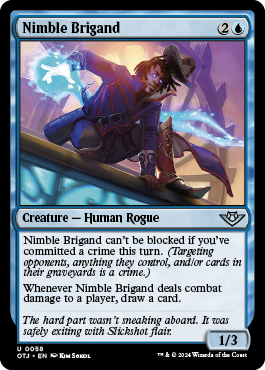 Nimble Brigand 2
Creature — Human Rogue
Nimble Brigand can't be blocked if you've
committed a crime this turn. (Targeting
opponents, anything they control, and/or cards in
their graveyards is a crime.)
Whenever Nimble Brigand deals combat
damage to a player, draw a card.
The hard part wasn't sneaking aboard. It was
safely exiting with Slickshot flair.
1/3
U 0058
OTJ • EN Kim Sokol
™ & © 2024 Wizards of the Coast